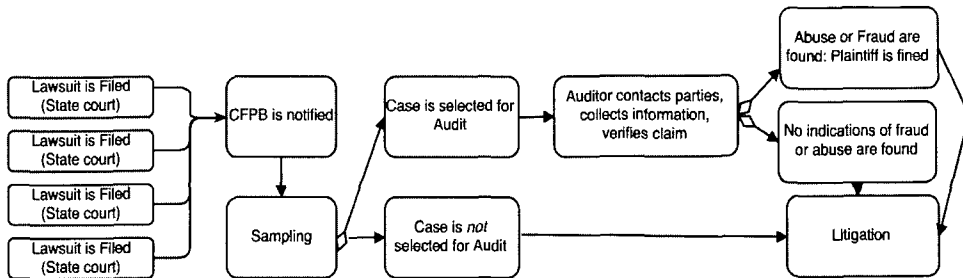 Lawsuit is Filed
(State court)
Lawsuit is Filed
(State court)
Lawsuit is Filed
(State court)
Lawsuit is Filed
(State court)
CFPB is notified
Sampling
Case is selected for
Audit
Case is not
selected for Audit
Auditor contacts parties,
collects information,
verifies claim
Abuse or Fraud are
found: Plaintiff is fined
No indications of fraud
or abuse are found
Litigation